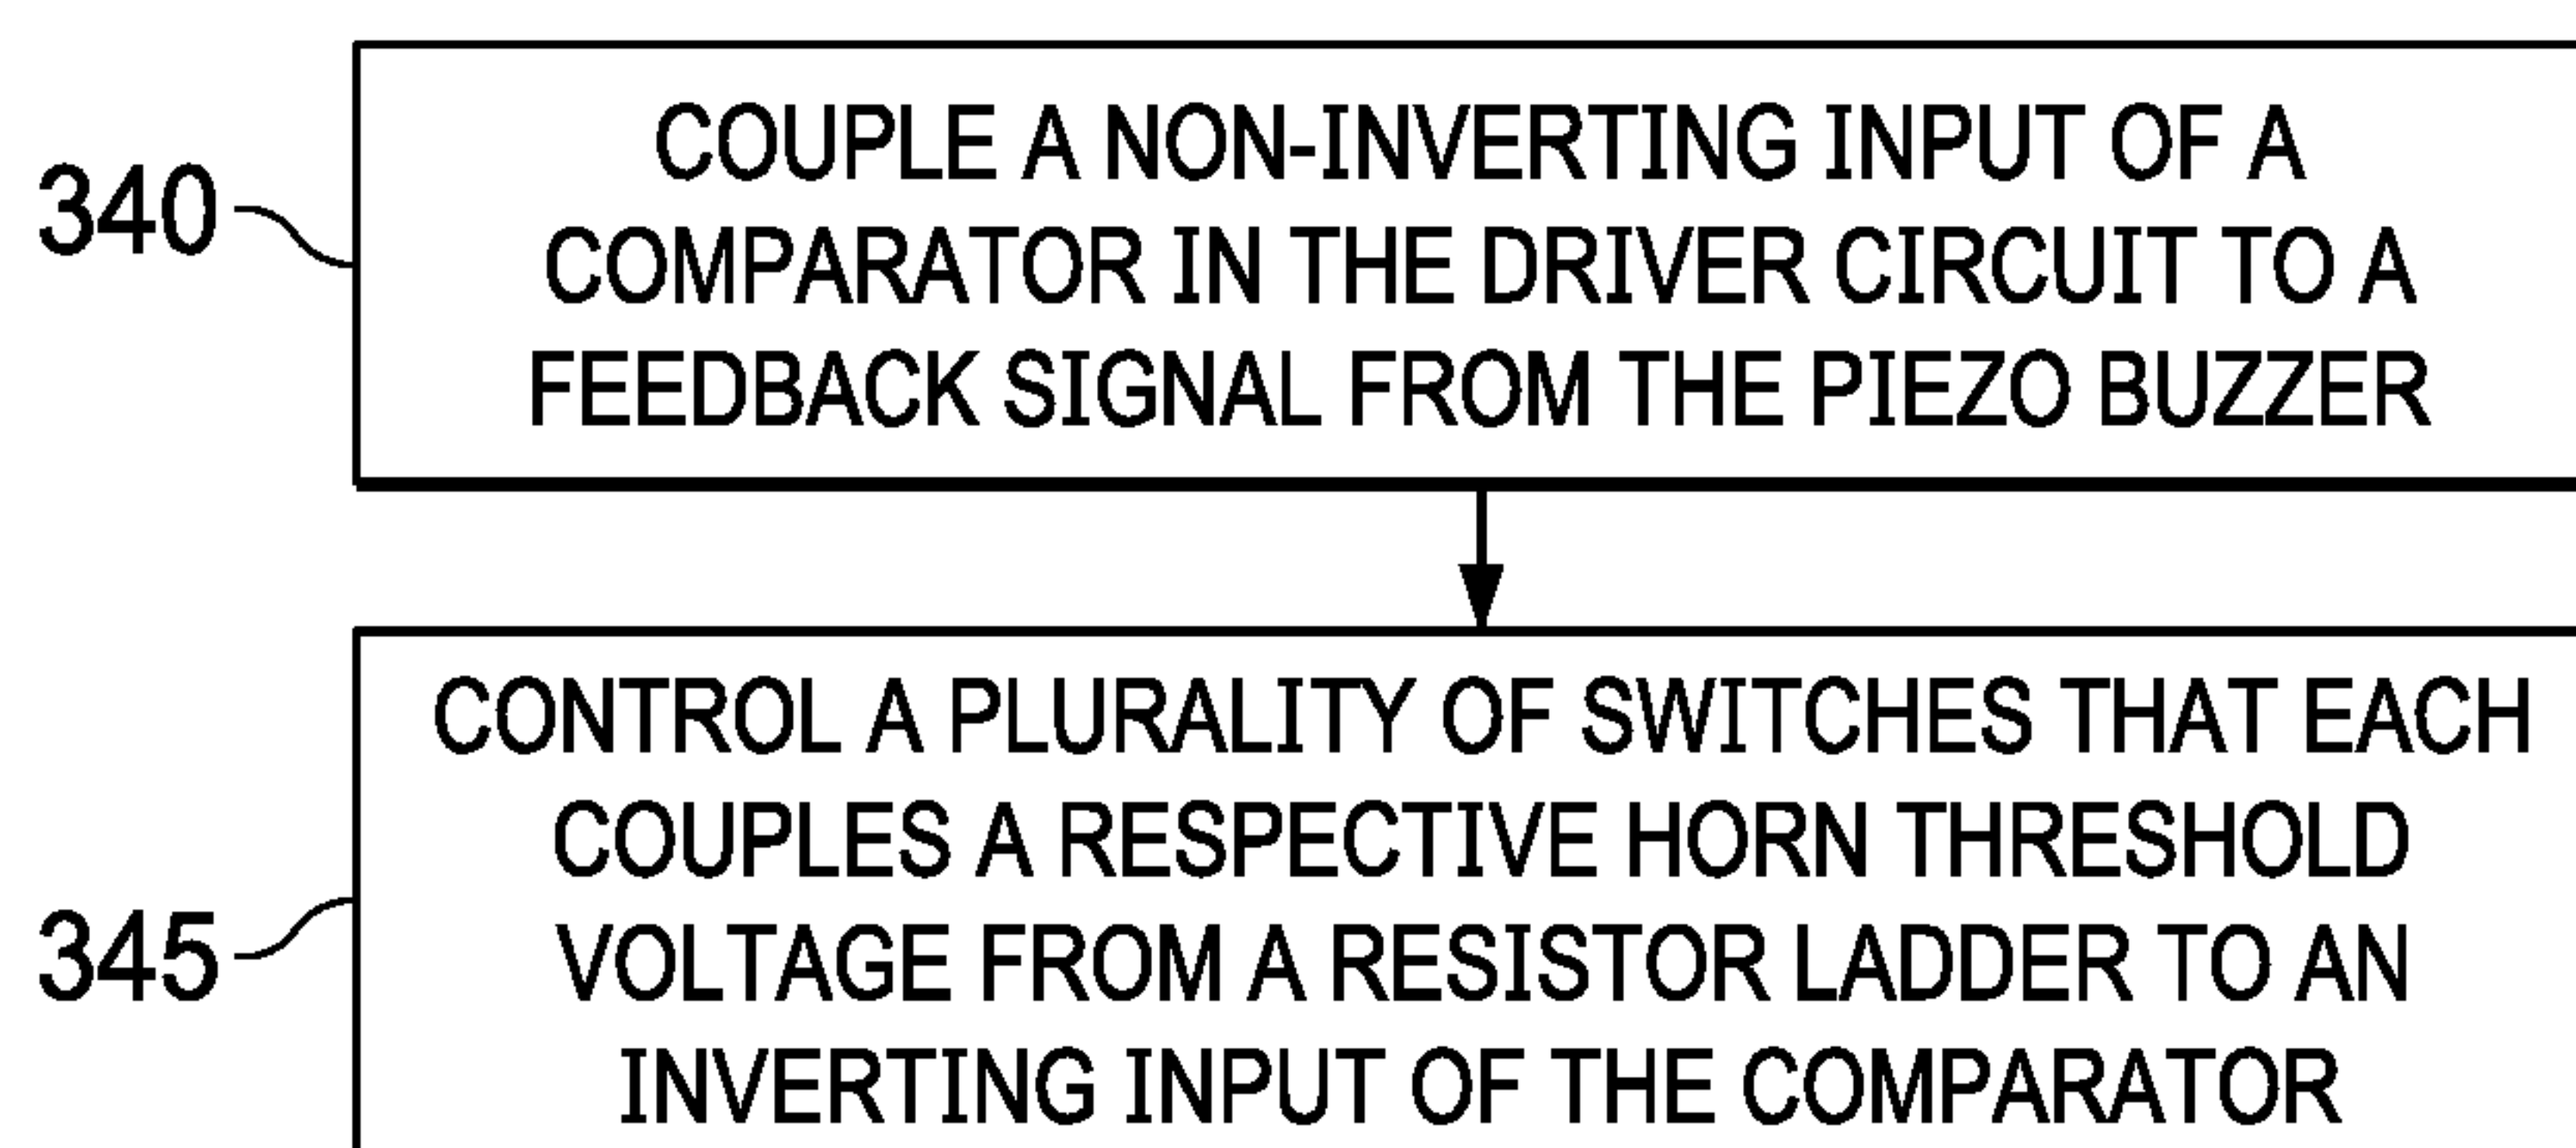 340
COUPLE A NON-INVERTING INPUT OF A
COMPARATOR IN THE DRIVER CIRCUIT TO A
FEEDBACK SIGNAL FROM THE PIEZO BUZZER
345
CONTROL A PLURALITY OF SWITCHES THAT EACH
COUPLES A RESPECTIVE HORN THRESHOLD
VOLTAGE FROM A RESISTOR LADDER TO AN
INVERTING INPUT OF THE COMPARATOR